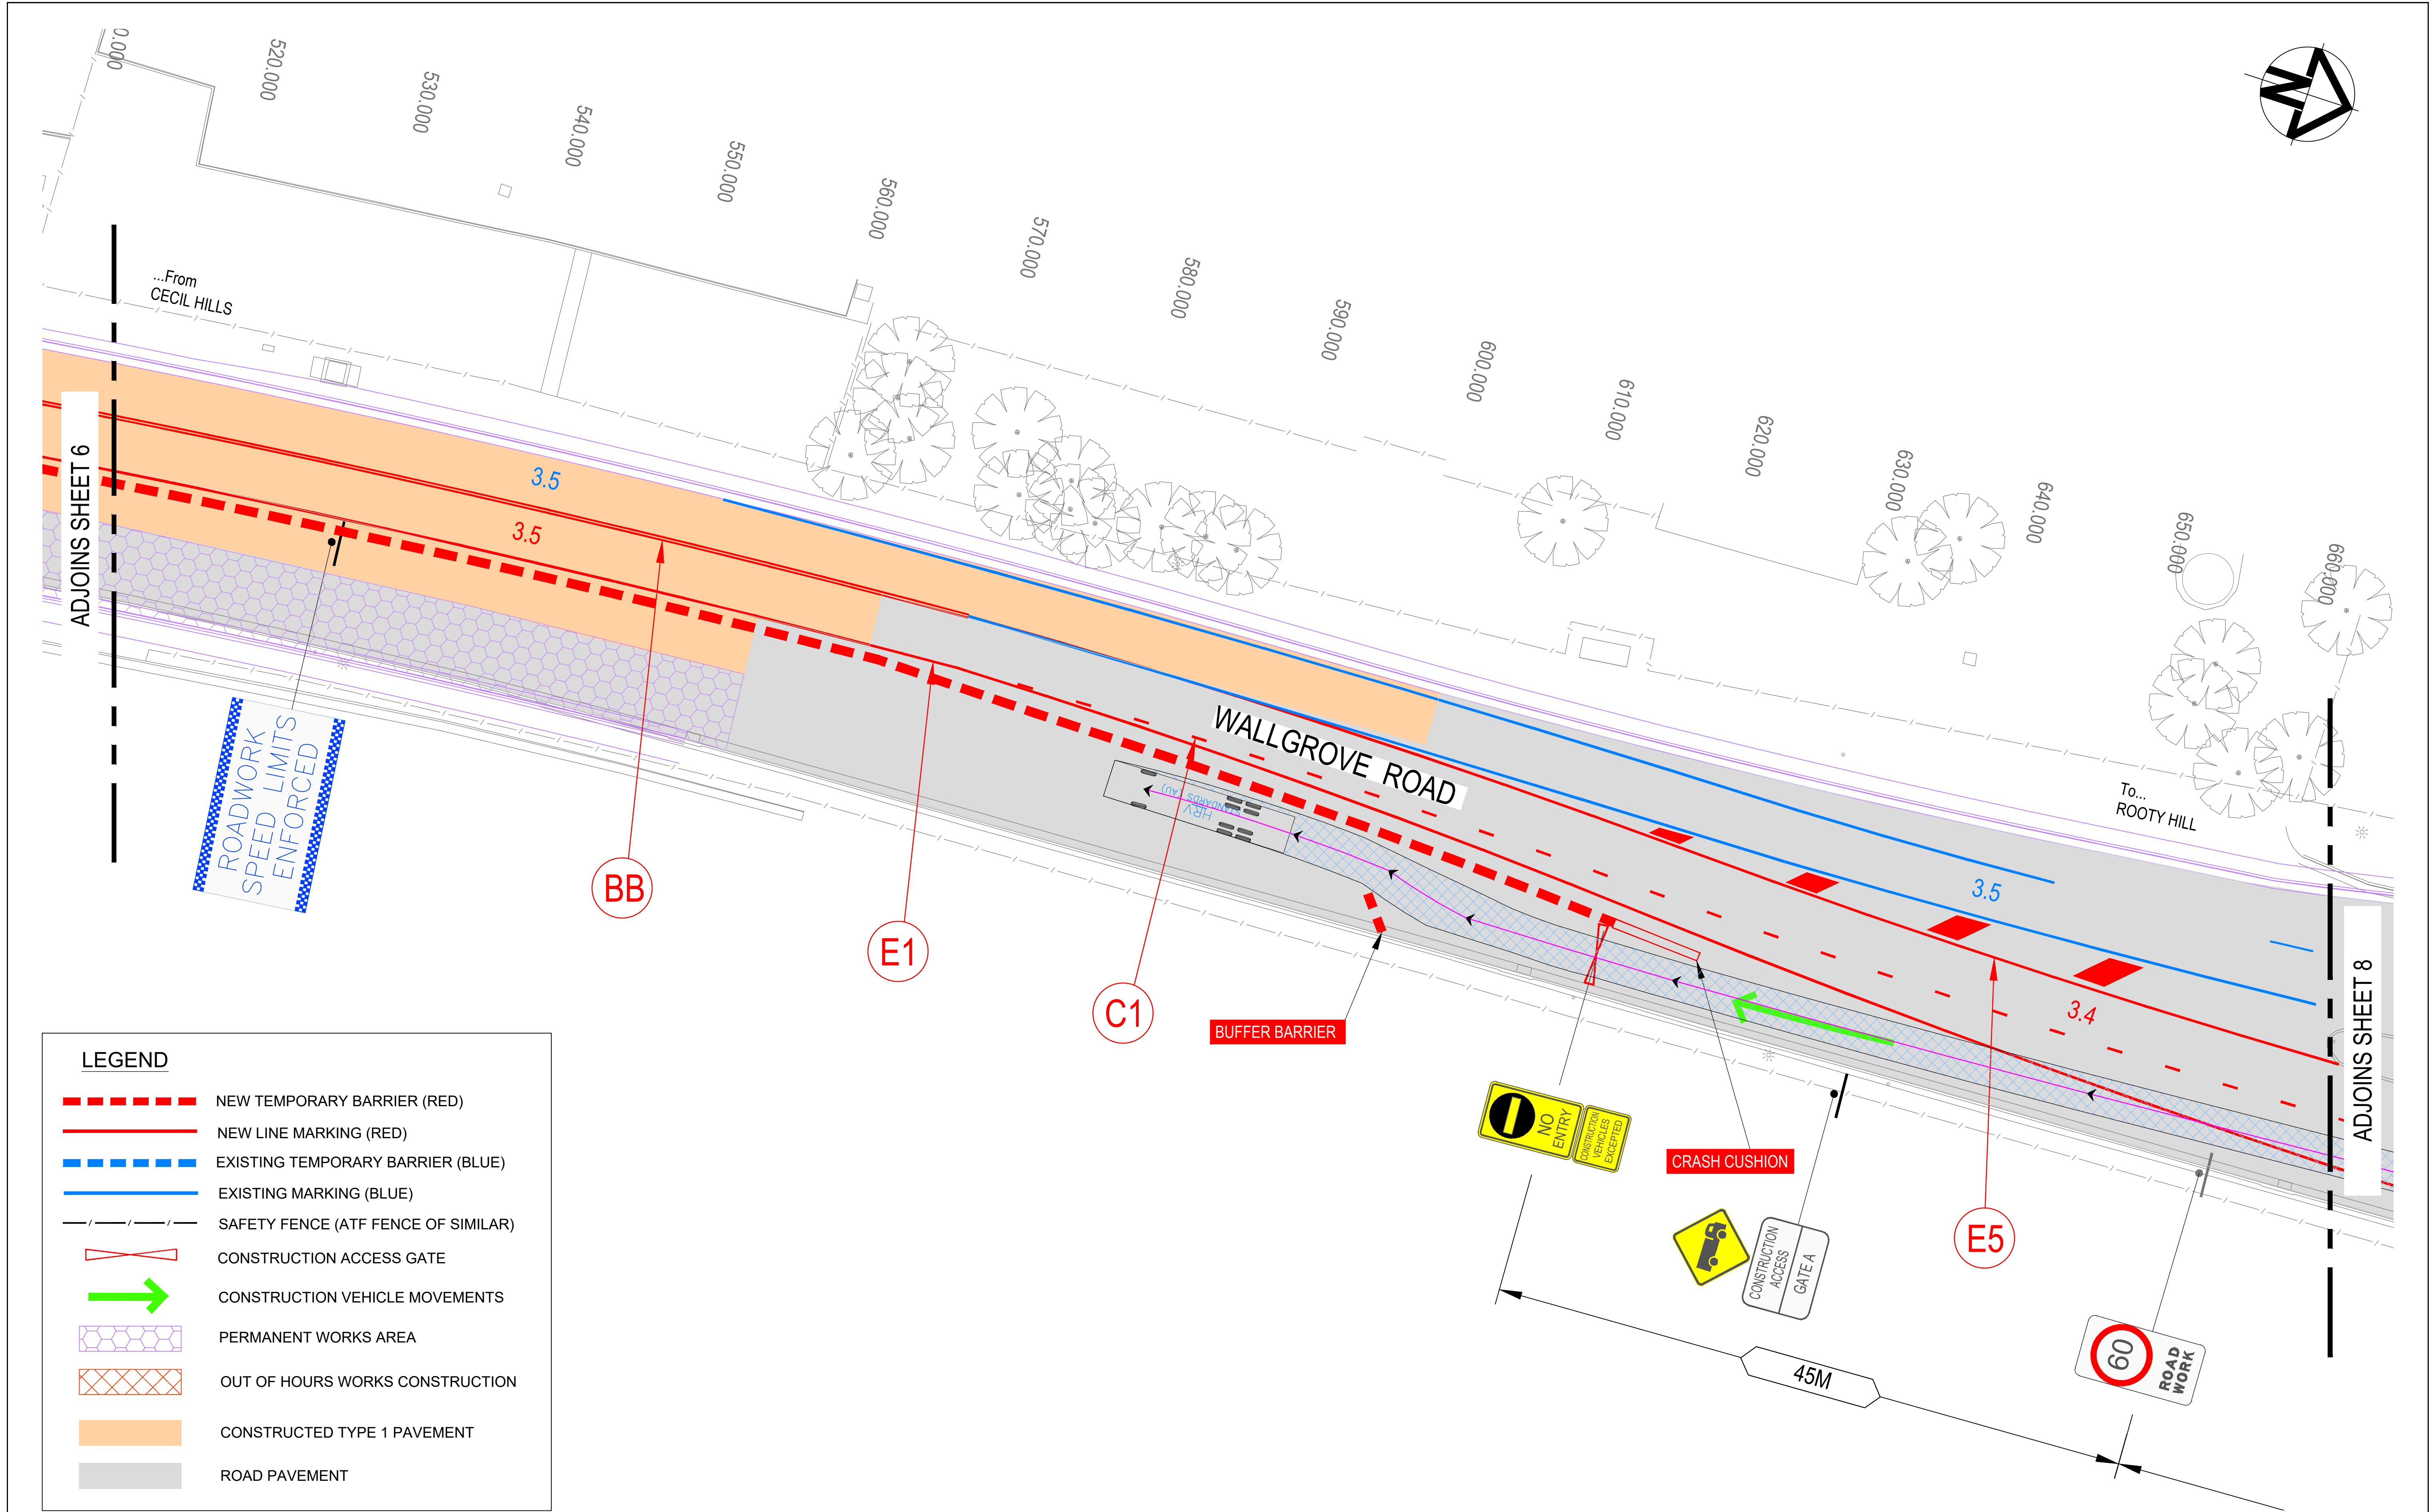 0.000
520.000
530.000
540.000
550.000
560.000
570.000
580.000
590.000
600.000
610.000
620.000
630.000
640.000
650.000
660.000
N
...From
CECIL HILLS
ADJOINS SHEET 6
3.5
3.5
WALLGROVE ROAD
HRV
STANDARDS (AU)
To...
ROOTY HILL
3.5
3.4
ADJOINS SHEET 8
ROADWORK
SPEED LIMITS
ENFORCED
BB
E1
C1
E5
BUFFER BARRIER
CRASH CUSHION
NO
ENTRY
CONSTRUCTION
VEHICLES
EXCEPTED
CONSTRUCTION
ACCESS
GATE A
60
ROAD
WORK
45M
LEGEND
NEW TEMPORARY BARRIER (RED)
NEW LINE MARKING (RED)
EXISTING TEMPORARY BARRIER (BLUE)
EXISTING MARKING (BLUE)
SAFETY FENCE (ATF FENCE OF SIMILAR)
CONSTRUCTION ACCESS GATE
CONSTRUCTION VEHICLE MOVEMENTS
PERMANENT WORKS AREA
OUT OF HOURS WORKS CONSTRUCTION
CONSTRUCTED TYPE 1 PAVEMENT
ROAD PAVEMENT